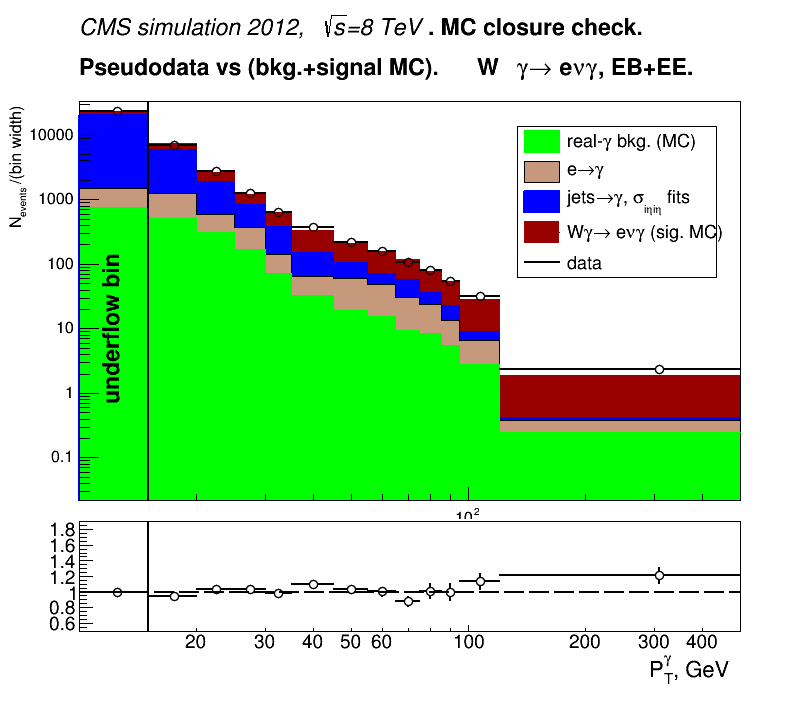 CMS simulation 2012, √s=8 TeV . MC closure check.
Pseudodata vs (bkg.+signal MC). W γ→ eνγ, EB+EE.
N_events /(bin width)
10000
1000
100
10
1
0.1
underflow bin
real-γ bkg. (MC)
e→γ
jets→γ, σ_iηiη fits
Wγ→ eνγ (sig. MC)
data
10²
1.8
1.6
1.4
1.2
1
0.8
0.6
20 30 40 50 60 100 200 300 400
P_T^γ, GeV